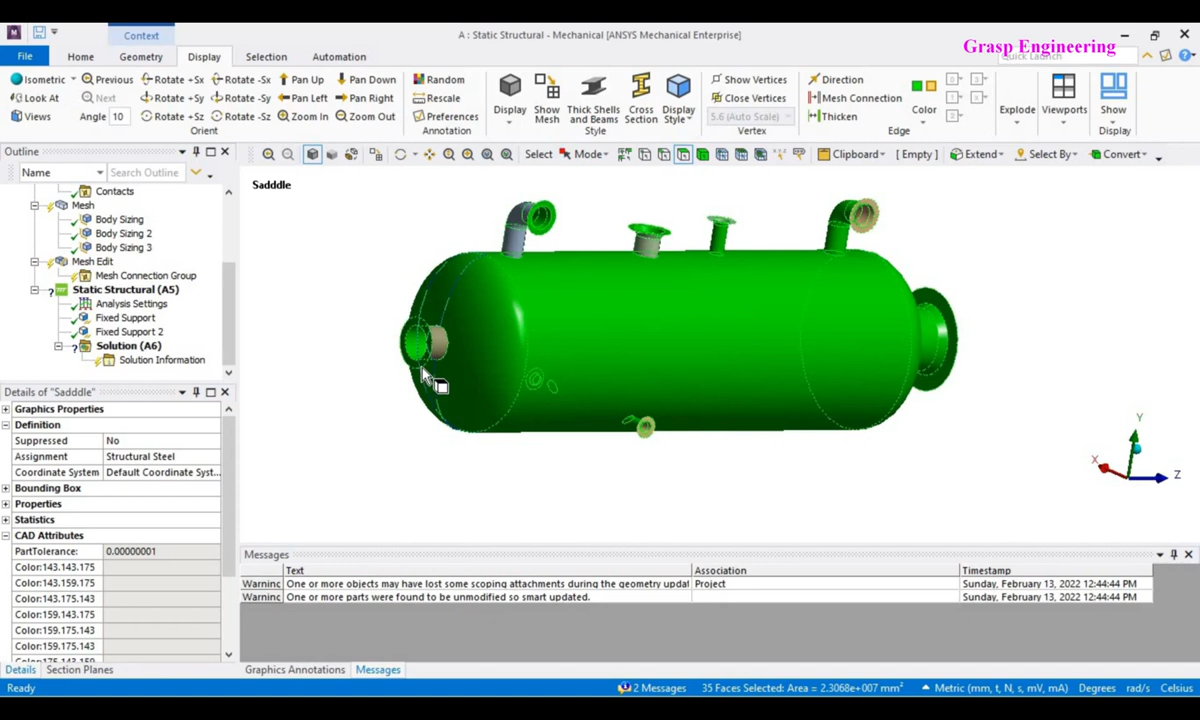 Context
A : Static Structural - Mechanical [ANSYS Mechanical Enterprise]
Grasp Engineering
File
Home
Geometry
Display
Selection
Automation
Quick Launch
Isometric
Previous
Rotate +Sx
Rotate -Sx
Pan Up
Pan Down
Look At
Next
Rotate +Sy
Rotate -Sy
Pan Left
Pan Right
Views
Angle 10
Rotate +Sz
Rotate -Sz
Zoom In
Zoom Out
Orient
Random
Rescale
Preferences
Annotation
Display
Show
Mesh
Thick Shells
and Beams
Cross
Section
Display
Style
Style
Show Vertices
Close Vertices
5.6 (Auto Scale)
Vertex
Direction
Mesh Connection
Thicken
Color
Edge
Explode
Viewports
Show
Display
Outline
Name
Search Outline
Select
Mode
Clipboard
[ Empty ]
Extend
Select By
Convert
Contacts
Mesh
Body Sizing
Body Sizing 2
Body Sizing 3
Mesh Edit
Mesh Connection Group
Static Structural (A5)
Analysis Settings
Fixed Support
Fixed Support 2
Solution (A6)
Solution Information
Sadddle
Y
X
Z
Details of "Sadddle"
Graphics Properties
Definition
Suppressed No
Assignment Structural Steel
Coordinate System Default Coordinate Syst...
Bounding Box
Properties
Statistics
CAD Attributes
PartTolerance: 0.00000001
Color:143.143.175
Color:143.159.175
Color:143.175.143
Color:159.143.175
Color:159.175.143
Color:159.175.143
Color:175.143.159
Details
Section Planes
Messages
Text Association Timestamp
Warninc One or more objects may have lost some scoping attachments during the geometry updat Project Sunday, February 13, 2022 12:44:44 PM
Warninc One or more parts were found to be unmodified so smart updated. Sunday, February 13, 2022 12:44:44 PM
Graphics Annotations
Messages
Ready
2 Messages
35 Faces Selected: Area = 2.3068e+007 mm²
Metric (mm, t, N, s, mV, mA)
Degrees
rad/s
Celsius